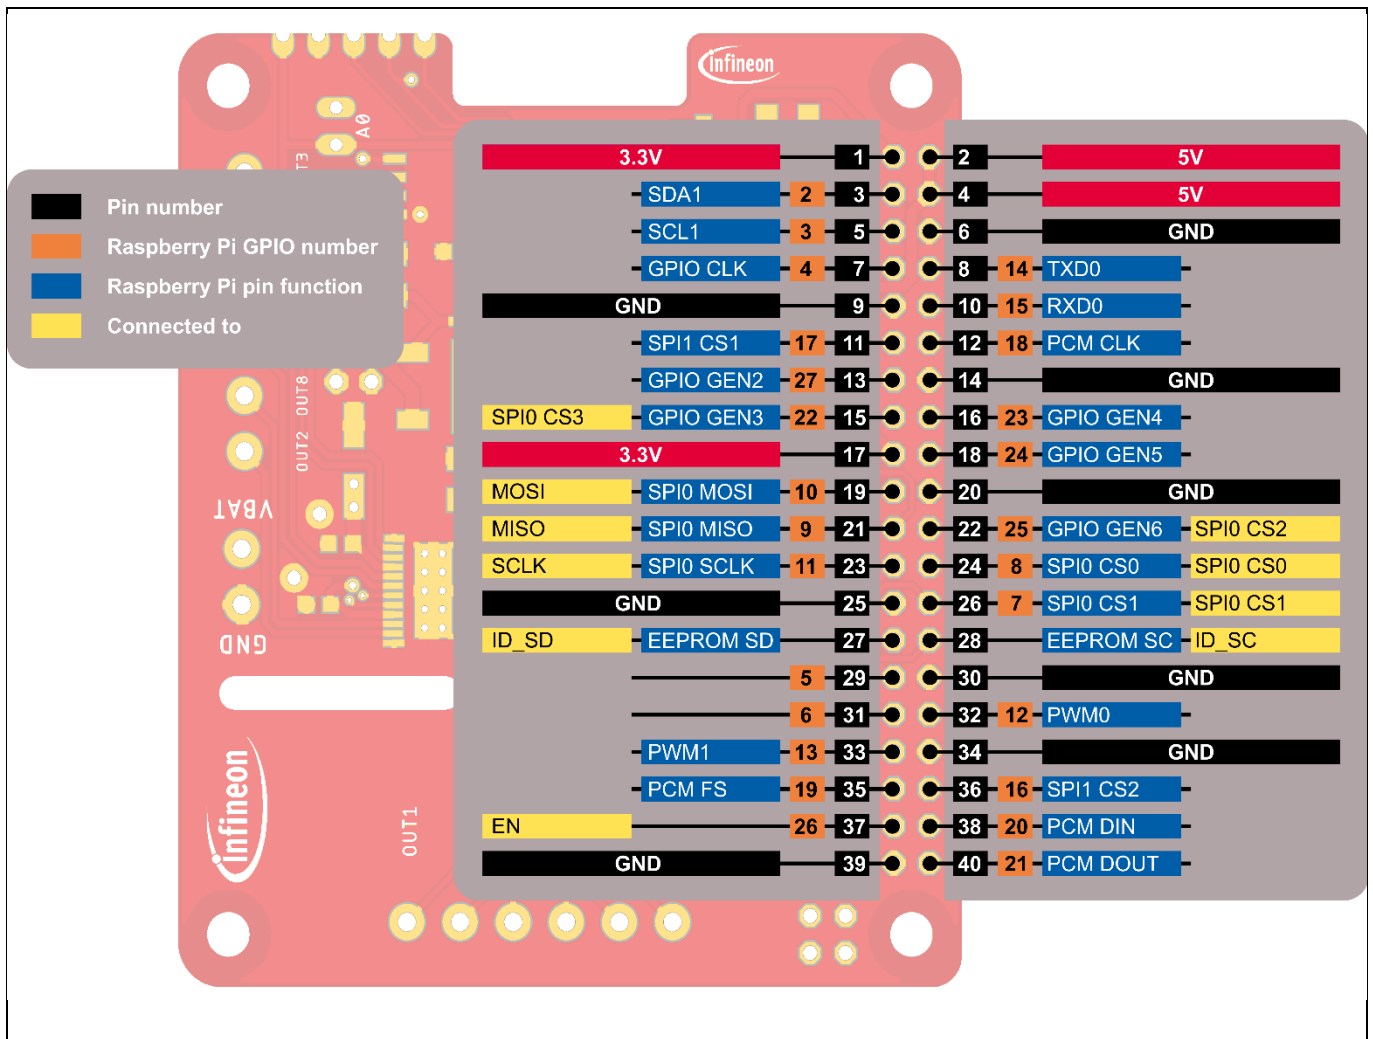 infineon
A0
T3
Pin number
Raspberry Pi GPIO number
Raspberry Pi pin function
Connected to
3.3V 1 2 5V
SDA1 2 3 4 5V
SCL1 3 5 6 GND
GPIO CLK 4 7 8 14 TXD0
GND 9 10 15 RXD0
SPI1 CS1 17 11 12 18 PCM CLK
GPIO GEN2 27 13 14 GND
SPI0 CS3 GPIO GEN3 22 15 16 23 GPIO GEN4
3.3V 17 18 24 GPIO GEN5
MOSI SPI0 MOSI 10 19 20 GND
MISO SPI0 MISO 9 21 22 25 GPIO GEN6 SPI0 CS2
SCLK SPI0 SCLK 11 23 24 8 SPI0 CS0 SPI0 CS0
GND 25 26 7 SPI0 CS1 SPI0 CS1
ID_SD EEPROM SD 27 28 EEPROM SC ID_SC
5 29 30 GND
6 31 32 12 PWM0
PWM1 13 33 34 GND
PCM FS 19 35 36 16 SPI1 CS2
EN 26 37 38 20 PCM DIN
GND 39 40 21 PCM DOUT
OUT8
OUT2
VBAT
GND
infineon
OUT1